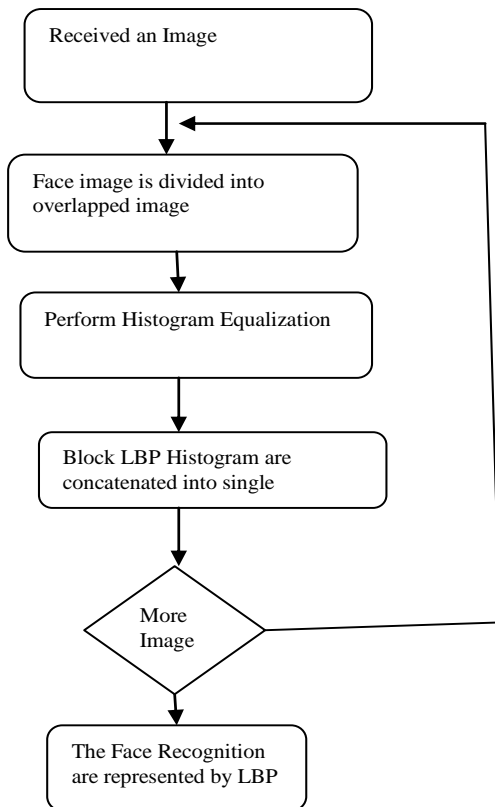 Received an Image
Face image is divided into
overlapped image
Perform Histogram Equalization
Block LBP Histogram are
concatenated into single
More
Image
The Face Recognition
are represented by LBP